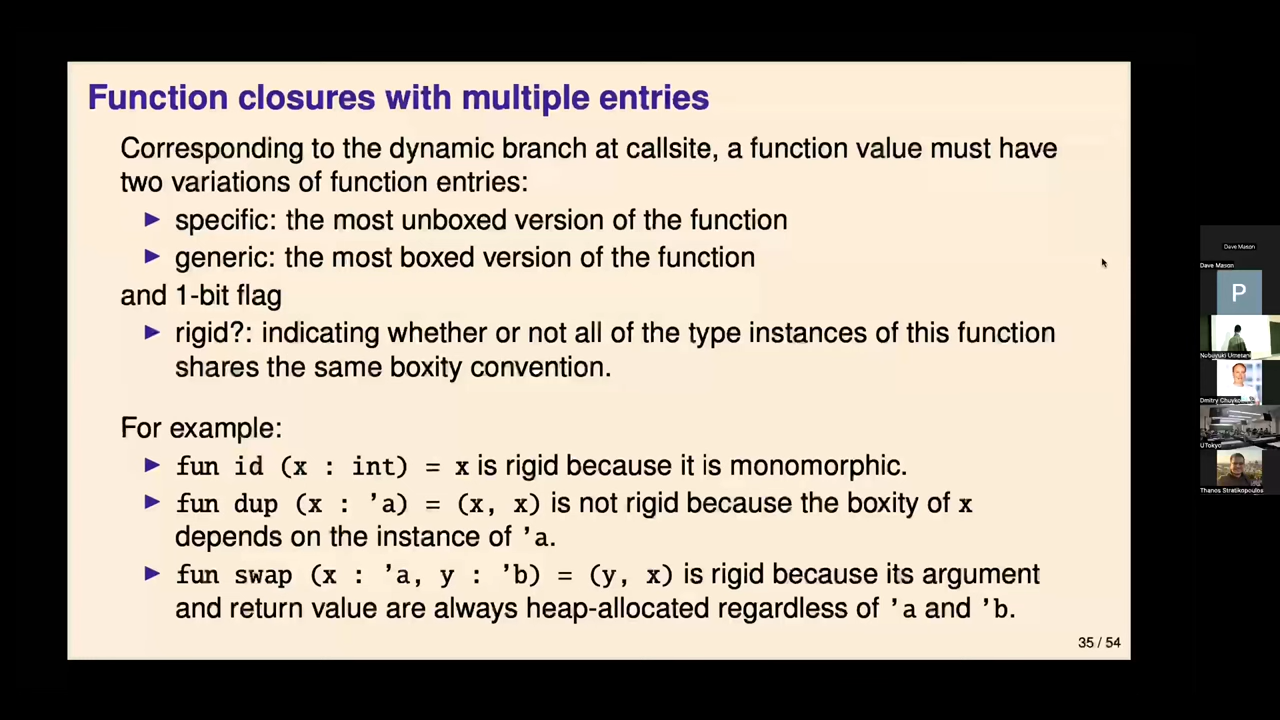 Function closures with multiple entries
Corresponding to the dynamic branch at callsite, a function value must have
two variations of function entries:
▶ specific: the most unboxed version of the function
▶ generic: the most boxed version of the function
and 1-bit flag
▶ rigid?: indicating whether or not all of the type instances of this function
shares the same boxity convention.
For example:
▶ fun id (x : int) = x is rigid because it is monomorphic.
▶ fun dup (x : 'a) = (x, x) is not rigid because the boxity of x
depends on the instance of 'a.
▶ fun swap (x : 'a, y : 'b) = (y, x) is rigid because its argument
and return value are always heap-allocated regardless of 'a and 'b.
35 / 54
Dave Mason
Dave Mason
P
Nobuyuki Umetani
Dmitry
UTokyo
Thanos Stratikopoulos